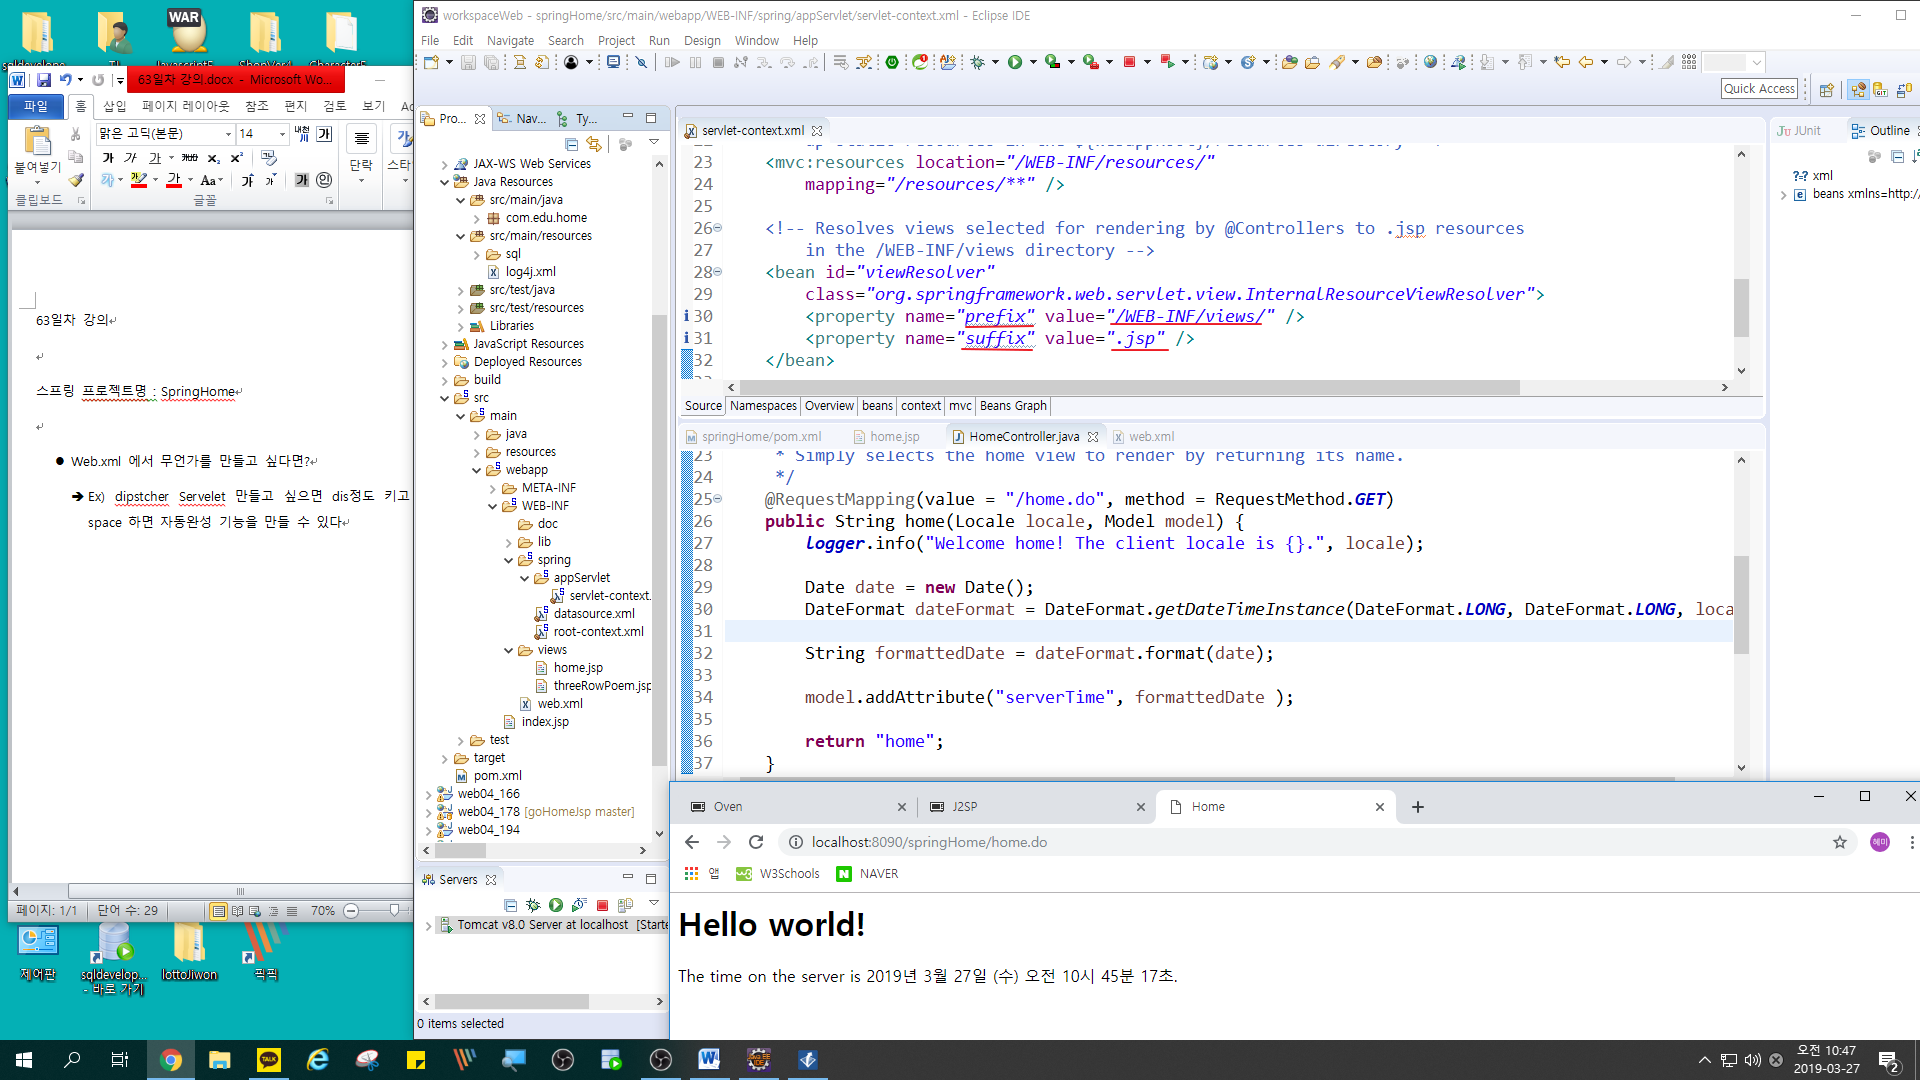 WAR
63일차 강의.docx - Microsoft Wo...
파일 홈 삽입 페이지 레이아웃 참조 편지 검토 보기
붙여넣기
클립보드
맑은 고딕(본문) 14
글꼴
단락
63일차 강의
스프링 프로젝트명 : SpringHome
Web.xml 에서 무언가를 만들고 싶다면?
Ex) dipstcher Servelet 만들고 싶으면 dis정도 키고
space 하면 자동완성 기능을 만들 수 있다
페이지: 1/1 단어 수: 29 70%
제어판
sqldevelop... - 바로 가기
lottoJiwon
픽픽
workspaceWeb - springHome/src/main/webapp/WEB-INF/spring/appServlet/servlet-context.xml - Eclipse IDE
File Edit Navigate Search Project Run Design Window Help
Quick Access
Pro... Nav... Ty...
JAX-WS Web Services
Java Resources
src/main/java
com.edu.home
src/main/resources
sql
log4j.xml
src/test/java
src/test/resources
Libraries
JavaScript Resources
Deployed Resources
build
src
main
java
resources
webapp
META-INF
WEB-INF
doc
lib
spring
appServlet
servlet-context.
datasource.xml
root-context.xml
views
home.jsp
threeRowPoem.jsp
web.xml
index.jsp
test
target
pom.xml
web04_166
web04_178 [goHomeJsp master]
web04_194
Servers
Tomcat v8.0 Server at localhost [Starte
0 items selected
servlet-context.xml
23 <mvc:resources location="/WEB-INF/resources/"
24 mapping="/resources/**" />
25
26 <!-- Resolves views selected for rendering by @Controllers to .jsp resources
27 in the /WEB-INF/views directory -->
28 <bean id="viewResolver"
29 class="org.springframework.web.servlet.view.InternalResourceViewResolver">
30 <property name="prefix" value="/WEB-INF/views/" />
31 <property name="suffix" value=".jsp" />
32 </bean>
Source Namespaces Overview beans context mvc Beans Graph
springHome/pom.xml home.jsp HomeController.java web.xml
23 * Simply selects the home view to render by returning its name.
24 */
25 @RequestMapping(value = "/home.do", method = RequestMethod.GET)
26 public String home(Locale locale, Model model) {
27 logger.info("Welcome home! The client locale is {}.", locale);
28
29 Date date = new Date();
30 DateFormat dateFormat = DateFormat.getDateTimeInstance(DateFormat.LONG, DateFormat.LONG, loca
31
32 String formattedDate = dateFormat.format(date);
33
34 model.addAttribute("serverTime", formattedDate );
35
36 return "home";
37 }
JUnit Outline
xml
beans xmlns=http:/
Oven J2SP Home
localhost:8090/springHome/home.do
혜미
앱 W3Schools NAVER
Hello world!
The time on the server is 2019년 3월 27일 (수) 오전 10시 45분 17초.
오전 10:47
2019-03-27
2